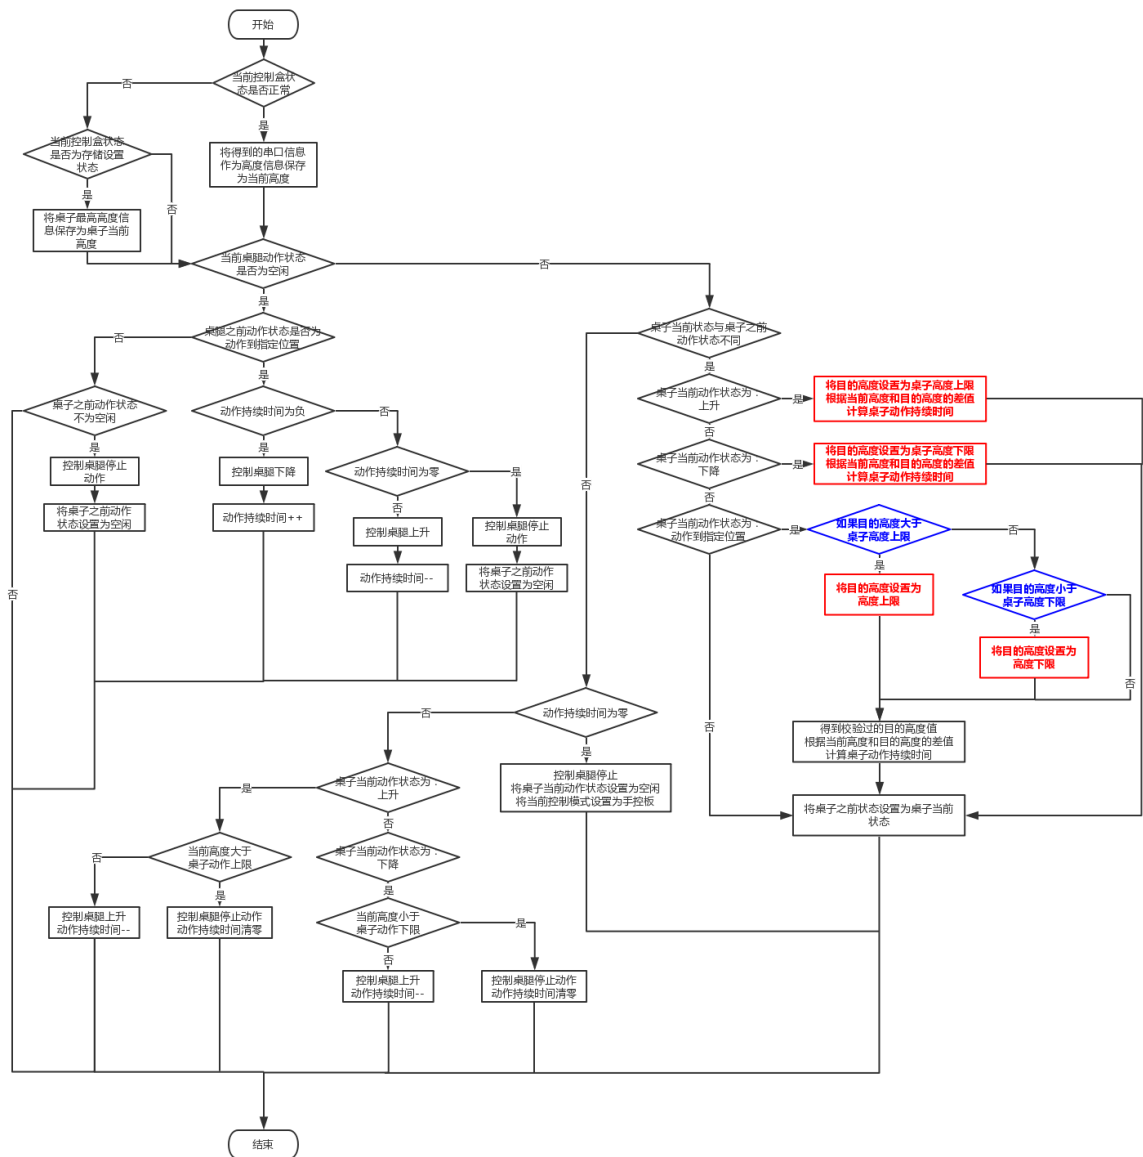 开始
当前控制盒状
态是否正常
否
是
当前控制盒状态
是否为存储设置
状态
将得到的串口信息
作为高度信息保存
为当前高度
是
否
将桌子最高高度信
息保存为桌子当前
高度
当前桌腿动作状态
是否为空闲
否
是
桌腿之前动作状态是否为
动作到指定位置
否
是
桌子之前动作状态
不为空闲
动作持续时间为负
否
是
控制桌腿停止
动作
将桌子之前动作
状态设置为空闲
否
是
控制桌腿下降
动作持续时间++
动作持续时间为零
是
否
控制桌腿上升
动作持续时间--
控制桌腿停止
动作
将桌子之前动作
状态设置为空闲
桌子当前状态与桌子之前
动作状态不同
否
是
桌子当前动作状态为：
上升
是
将目的高度设置为桌子高度上限
根据当前高度和目的高度的差值
计算桌子动作持续时间
否
桌子当前动作状态为：
下降
是
将目的高度设置为桌子高度下限
根据当前高度和目的高度的差值
计算桌子动作持续时间
否
桌子当前动作状态为：
动作到指定位置
是
如果目的高度大于
桌子高度上限
否
是
将目的高度设置为
高度上限
如果目的高度小于
桌子高度下限
是
将目的高度设置为
高度下限
否
否
得到校验过的目的高度值
根据当前高度和目的高度的差值
计算桌子动作持续时间
将桌子之前状态设置为桌子当前
状态
动作持续时间为零
否
是
控制桌腿停止
将桌子当前动作状态设置为空闲
将当前控制模式设置为手控板
桌子当前动作状态为：
上升
是
否
当前高度大于
桌子动作上限
否
是
控制桌腿上升
动作持续时间--
控制桌腿停止动作
动作持续时间清零
桌子当前动作状态为：
下降
是
当前高度小于
桌子动作下限
是
否
控制桌腿上升
动作持续时间--
控制桌腿停止动作
动作持续时间清零
结束